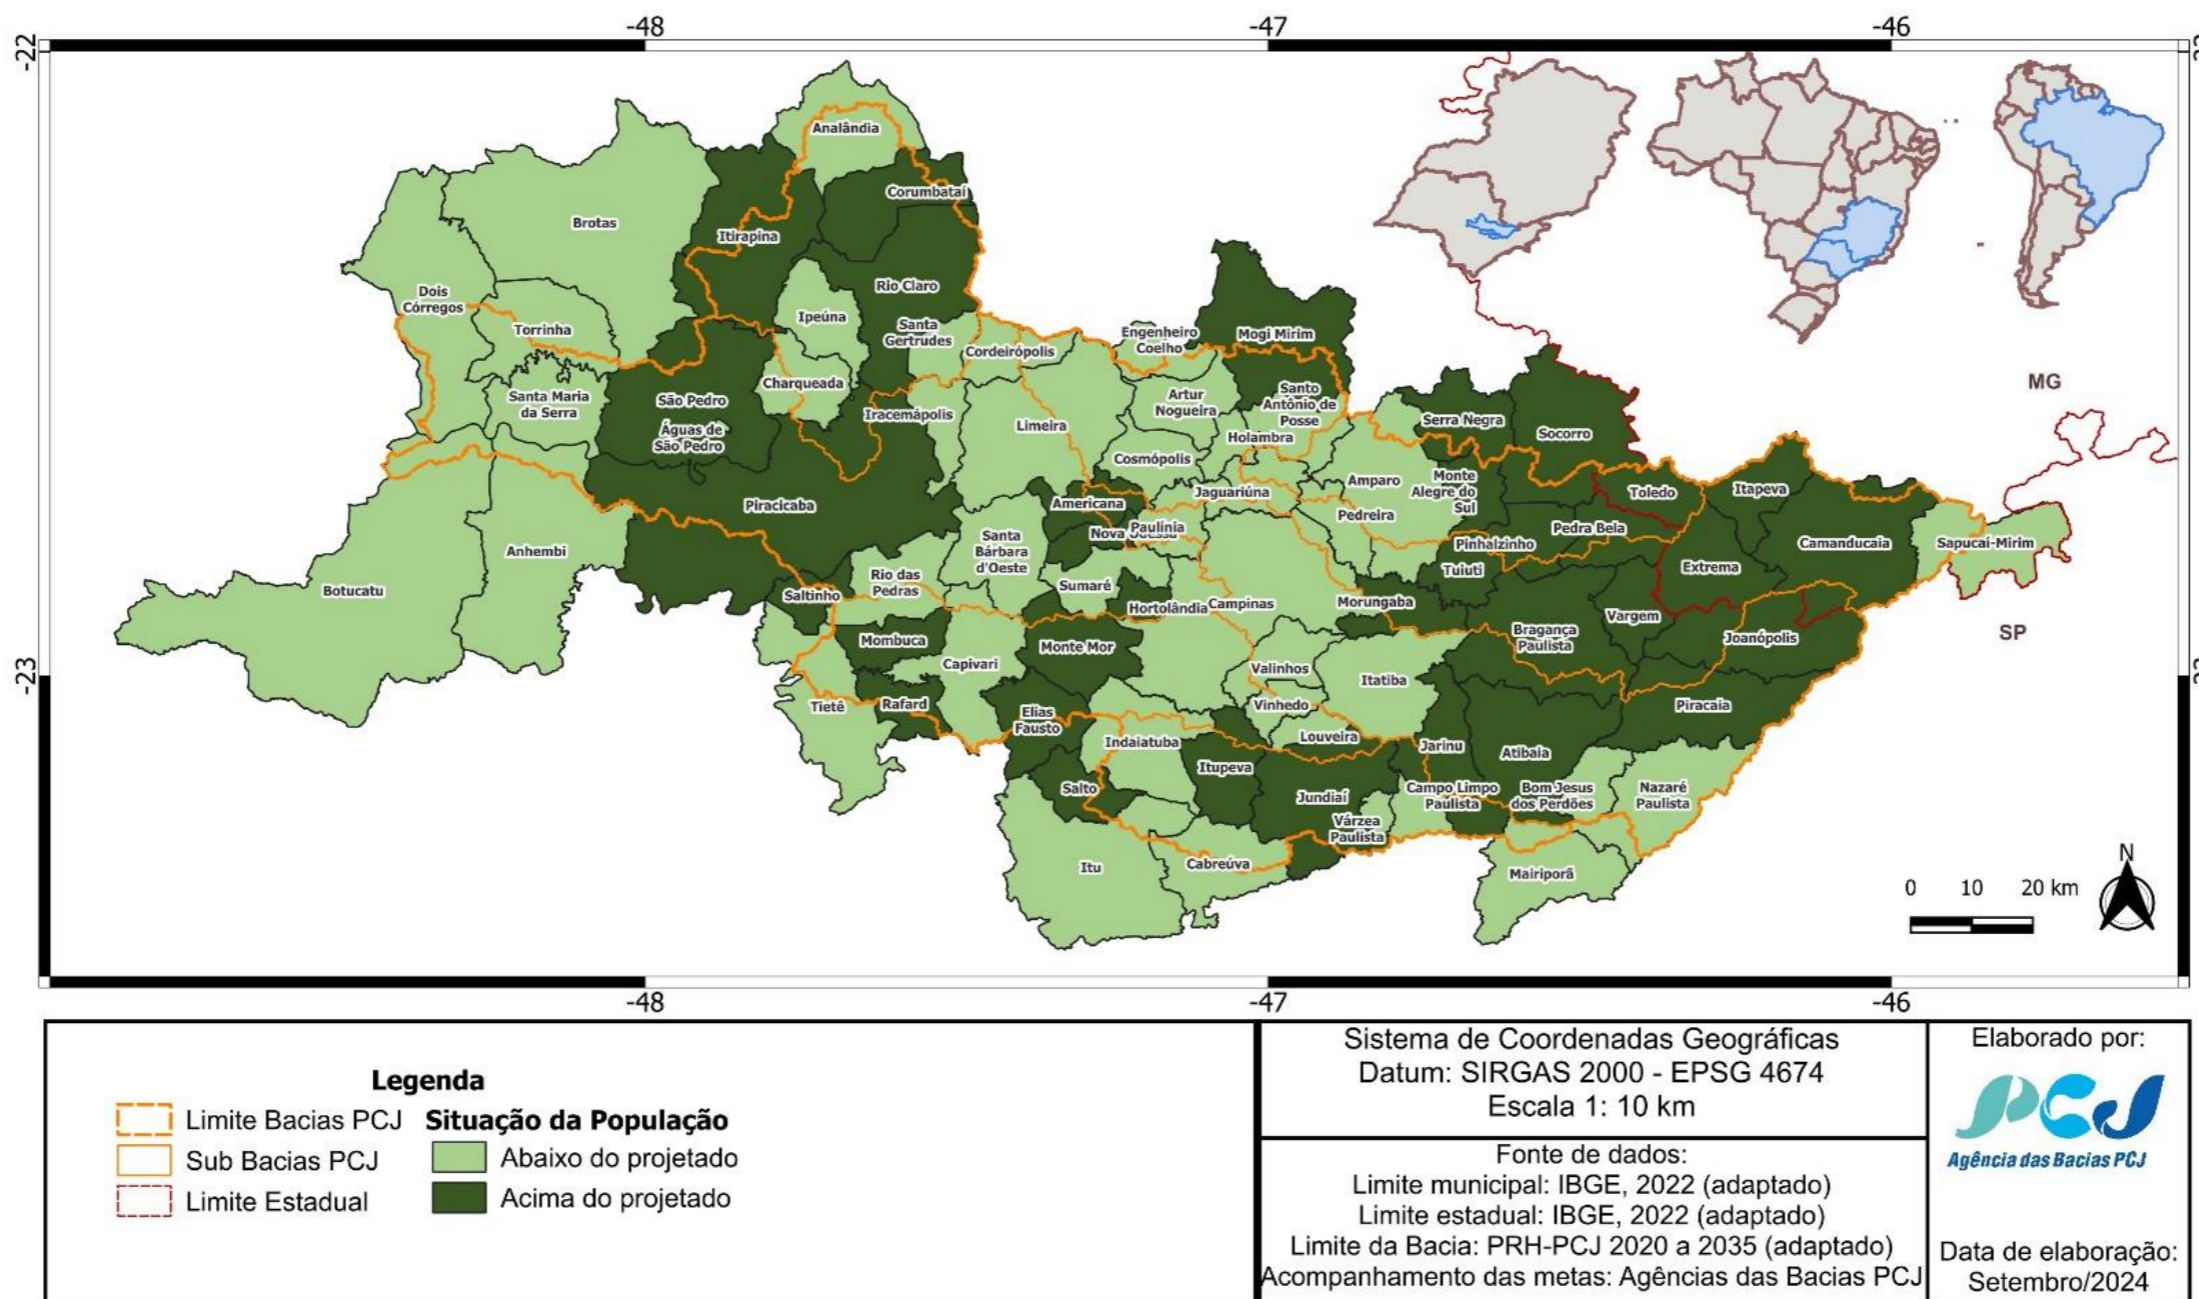 -48
-47
-46
-22
Analândia
Corumbataí
Brotas
Itirapina
Rio Claro
Dois
Córregos
Ipeúna
Torrinha
Santa
Gertrudes
Cordeirópolis
Engenheiro
Coelho
Mogi Mirim
MG
Charqueada
Santa Maria
da Serra
São Pedro
Iracemápolis
Artur
Nogueira
Santo
Antônio de
Posse
Águas de
São Pedro
Limeira
Holambra
Serra Negra
Socorro
Cosmópolis
Amparo
Monte
Alegre do
Sul
Jaguariúna
Toledo
Itapeva
Piracicaba
Americana
Pedreira
Nova Odessa
Paulínia
Pedra Bela
Pinhalzinho
Camanducaia
Sapucaí-Mirim
Anhembi
Santa
Bárbara
d'Oeste
Botucatu
Rio das
Pedras
Sumaré
Tuiuti
Extrema
Saltinho
Hortolândia
Campinas
Morungaba
Vargem
Mombuca
Monte Mor
Bragança
Paulista
Joanópolis
SP
Capivari
Valinhos
Itatiba
-23
Tietê
Rafard
Elias
Fausto
Vinhedo
Piracaia
Indaiatuba
Louveira
Jarinu
Atibaia
Itupeva
Salto
Jundiaí
Campo Limpo
Paulista
Bom Jesus
dos Perdões
Nazaré
Paulista
Várzea
Paulista
Itu
Cabreúva
Mairiporã
N
0 10 20 km
-48
-47
-46
Legenda
Limite Bacias PCJ
Sub Bacias PCJ
Limite Estadual
Situação da População
Abaixo do projetado
Acima do projetado
Sistema de Coordenadas Geográficas
Datum: SIRGAS 2000 - EPSG 4674
Escala 1: 10 km
Fonte de dados:
Limite municipal: IBGE, 2022 (adaptado)
Limite estadual: IBGE, 2022 (adaptado)
Limite da Bacia: PRH-PCJ 2020 a 2035 (adaptado)
Acompanhamento das metas: Agências das Bacias PCJ
Elaborado por:
PCJ
Agência das Bacias PCJ
Data de elaboração:
Setembro/2024